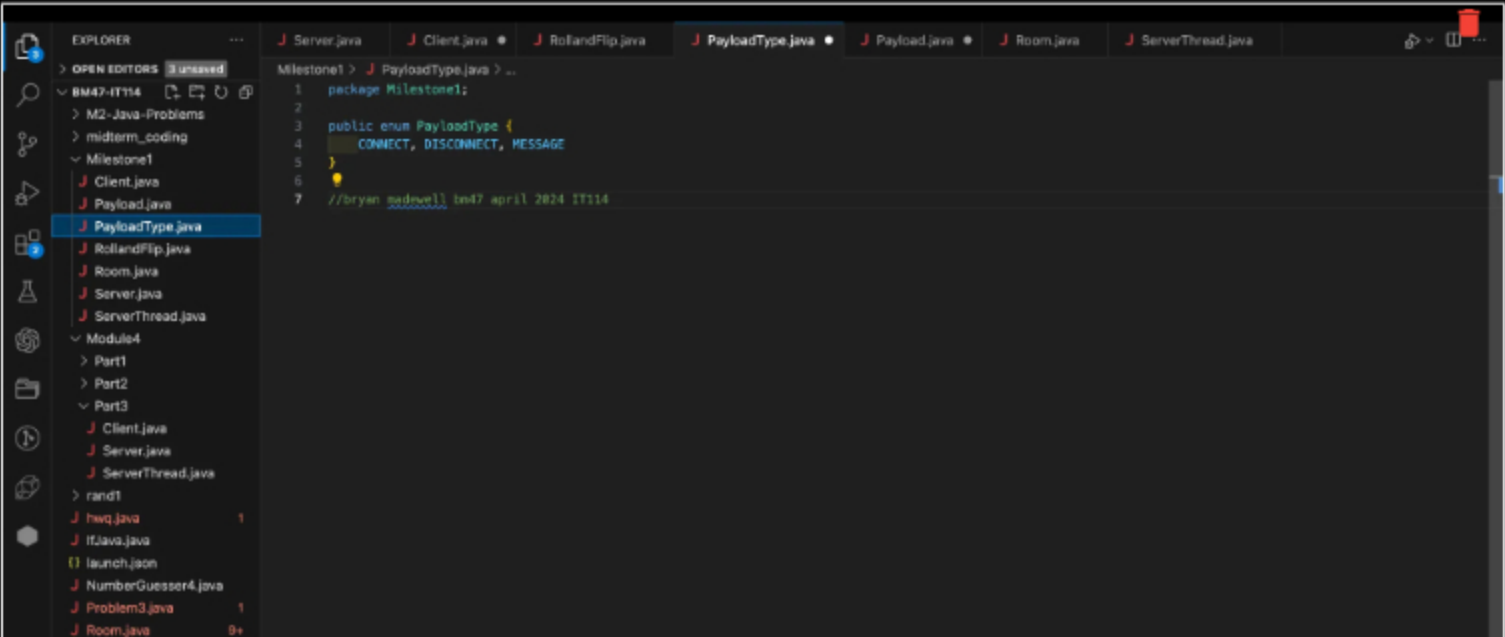 EXPLORER
Server.java
Client.java
RollandFlip.java
PayloadType.java
Payload.java
Room.java
ServerThread.java
OPEN EDITORS 3 unsaved
Milestone1 > PayloadType.java > ...
BM47-IT114
M2-Java-Problems
midterm_coding
Milestone1
Client.java
Payload.java
PayloadType.java
RollandFlip.java
Room.java
Server.java
ServerThread.java
Module4
Part1
Part2
Part3
Client.java
Server.java
ServerThread.java
rand1
hwq.java 1
IfJava.java
{} launch.json
NumberGuesser4.java
Problem3.java 1
Room.java 9+
1 package Milestone1;
2
3 public enum PayloadType {
4 CONNECT, DISCONNECT, MESSAGE
5 }
6
7 //bryan madewell bm47 april 2024 IT114